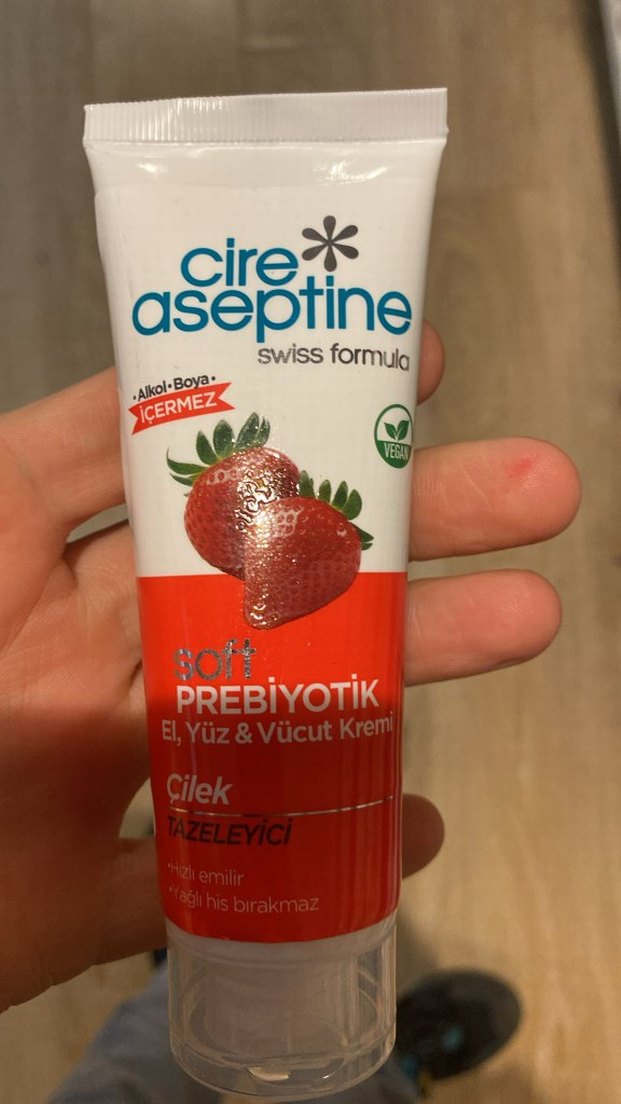 cire
aseptine
swiss formula
•Alkol•Boya•
İÇERMEZ
VEGAN
soft
PREBİYOTİK
El, Yüz & Vücut Kremi
Çilek
TAZELEYİCİ
•Hızlı emilir
•Yağlı his bırakmaz